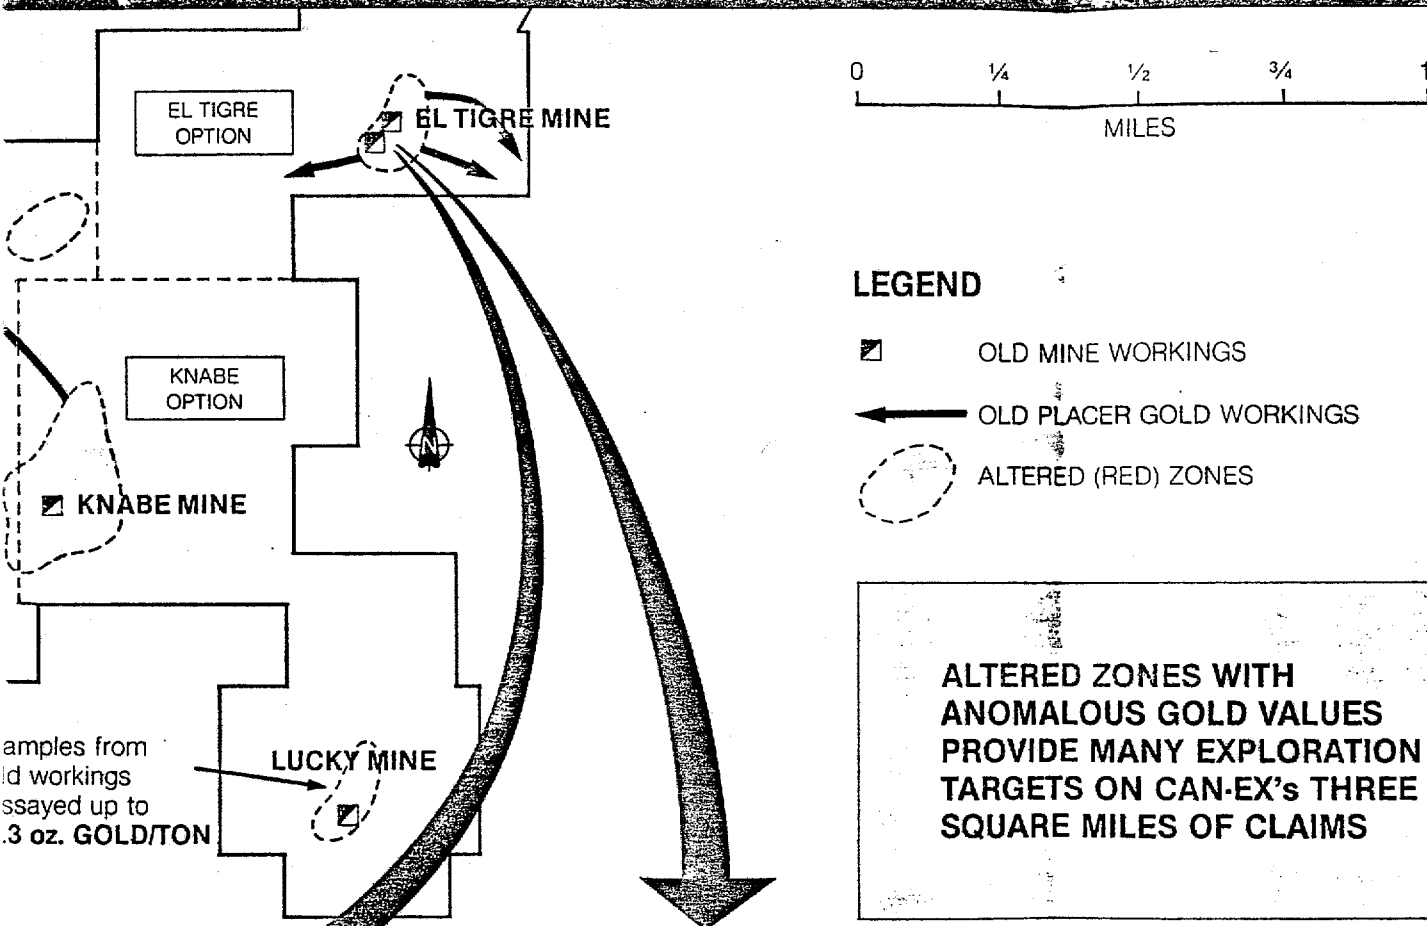 0 ¼ ½ ¾ 1
MILES
EL TIGRE
OPTION
EL TIGRE MINE
LEGEND
OLD MINE WORKINGS
OLD PLACER GOLD WORKINGS
ALTERED (RED) ZONES
KNABE
OPTION
N
KNABE MINE
LUCKY MINE
amples from
ld workings
ssayed up to
.3 oz. GOLD/TON
ALTERED ZONES WITH
ANOMALOUS GOLD VALUES
PROVIDE MANY EXPLORATION
TARGETS ON CAN-EX's THREE
SQUARE MILES OF CLAIMS